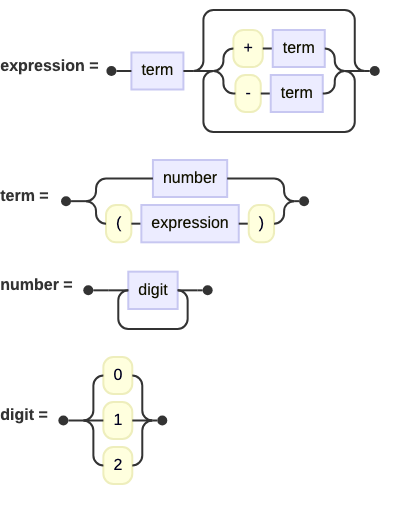 + term
expression = term
- term
number
term =
( expression )
number = digit
0
digit = 1
2